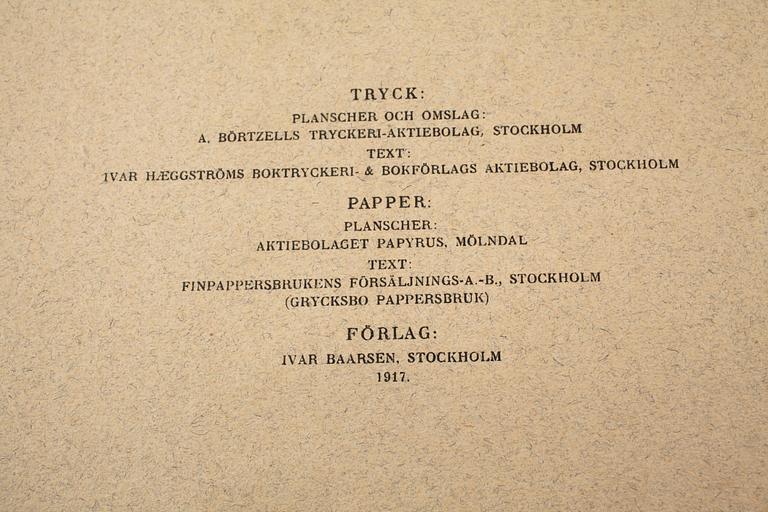 TRYCK:
PLANSCHER OCH OMSLAG:
A. BÖRTZELLS TRYCKERI-AKTIEBOLAG, STOCKHOLM
TEXT:
IVAR HÆGGSTRÖMS BOKTRYCKERI- & BOKFÖRLAGS AKTIEBOLAG, STOCKHOLM
PAPPER:
PLANSCHER:
AKTIEBOLAGET PAPYRUS, MÖLNDAL
TEXT:
FINPAPPERSBRUKENS FÖRSÄLJNINGS-A.-B., STOCKHOLM
(GRYCKSBO PAPPERSBRUK)
FÖRLAG:
IVAR BAARSEN, STOCKHOLM
1917.